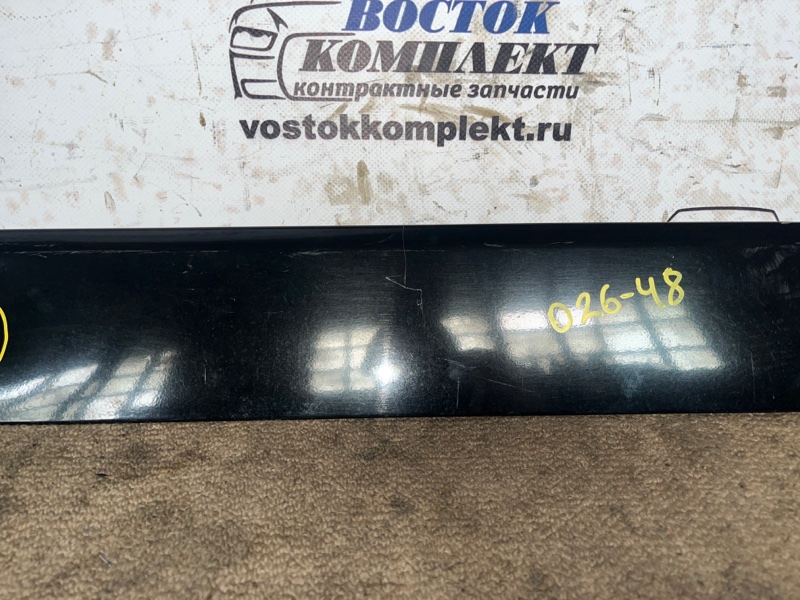 ВОСТОК
КОМПЛЕКТ
контрактные запчасти
vostokkomplekt.ru
026-48